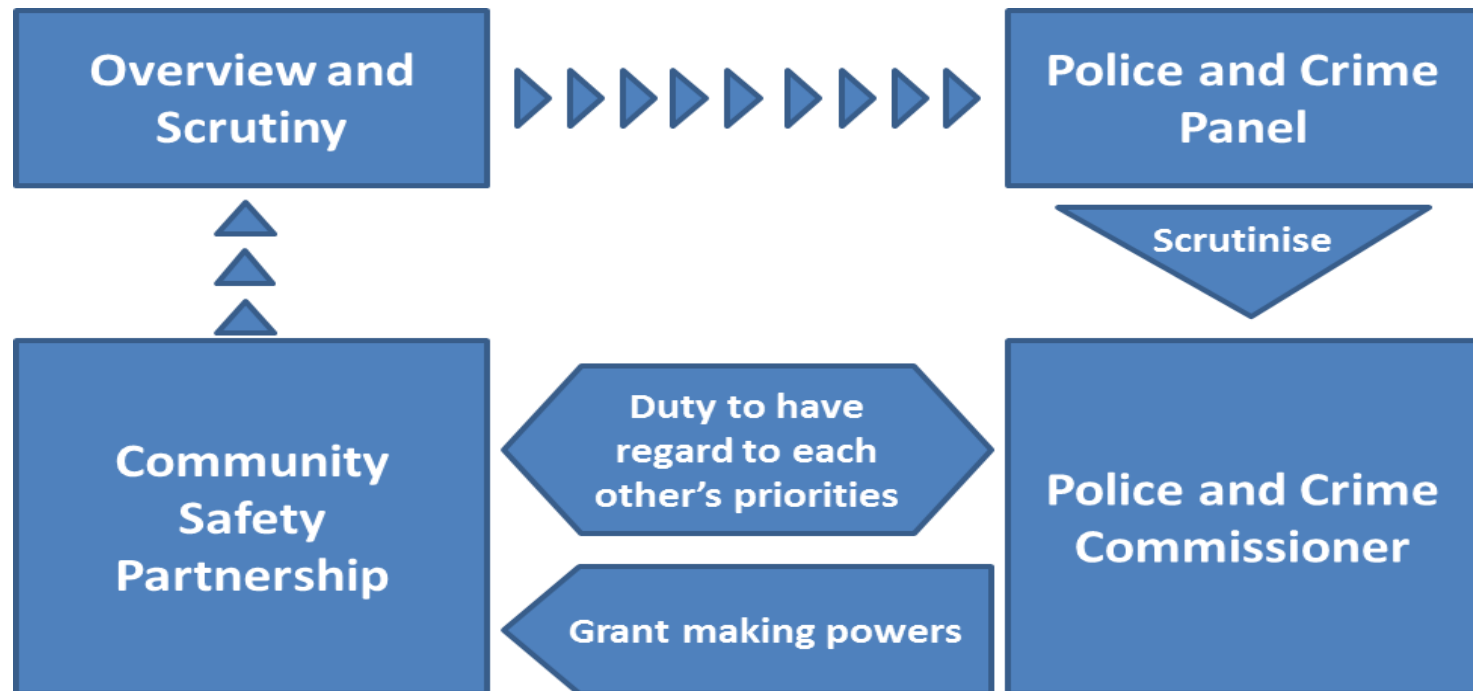 Overview and
Scrutiny
Police and Crime
Panel
Scrutinise
Community
Safety
Partnership
Duty to have
regard to each
other’s priorities
Grant making powers
Police and Crime
Commissioner